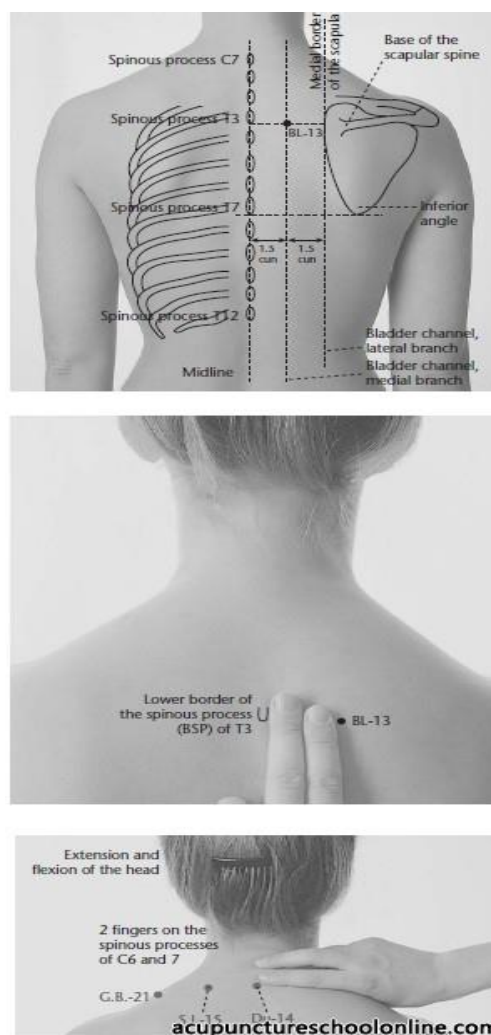 Spinous process C7
Medial border
of the scapula
Base of the
scapular spine
Spinous process T3
BL-13
Spinous process T7
Inferior
angle
1.5
cun
1.5
cun
Spinous process T12
Bladder channel,
lateral branch
Midline
Bladder channel,
medial branch
Lower border of
the spinous process
(BSP) of T3
BL-13
Extension and
flexion of the head
2 fingers on the
spinous processes
of C6 and 7
G.B.-21
S.I.-15
Du-14
acupunctureschoolonline.com